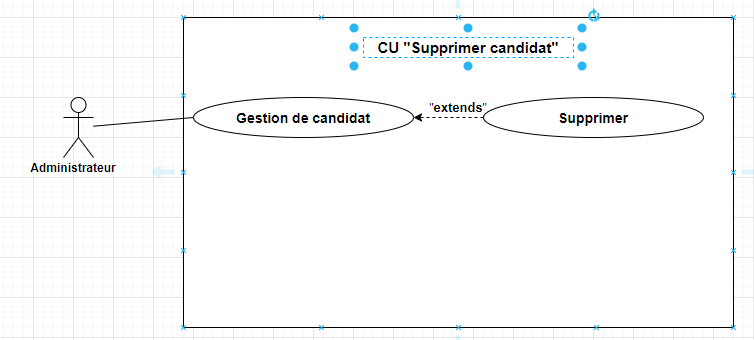 CU "Supprimer candidat"
"extends"
Gestion de candidat
Supprimer
Administrateur